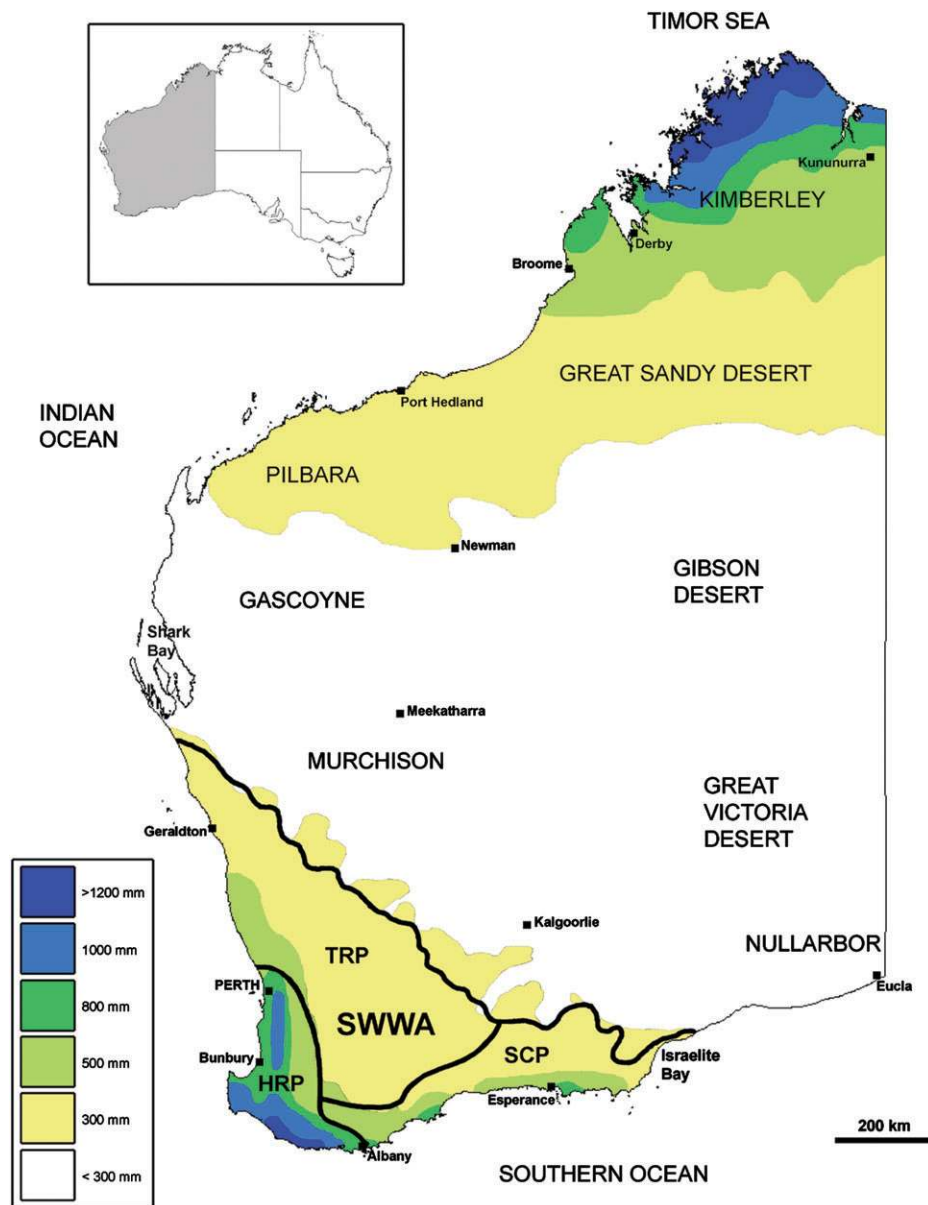 TIMOR SEA
Kununurra
KIMBERLEY
Derby
Broome
GREAT SANDY DESERT
Port Hedland
INDIAN
OCEAN
PILBARA
Newman
GIBSON
DESERT
GASCOYNE
Shark
Bay
Meekatharra
MURCHISON
GREAT
VICTORIA
DESERT
Geraldton
>1200 mm
1000 mm
800 mm
500 mm
300 mm
< 300 mm
Kalgoorlie
NULLARBOR
Eucla
TRP
PERTH
SWWA
Bunbury
HRP
SCP
Israelite
Bay
Esperance
Albany
200 km
SOUTHERN OCEAN